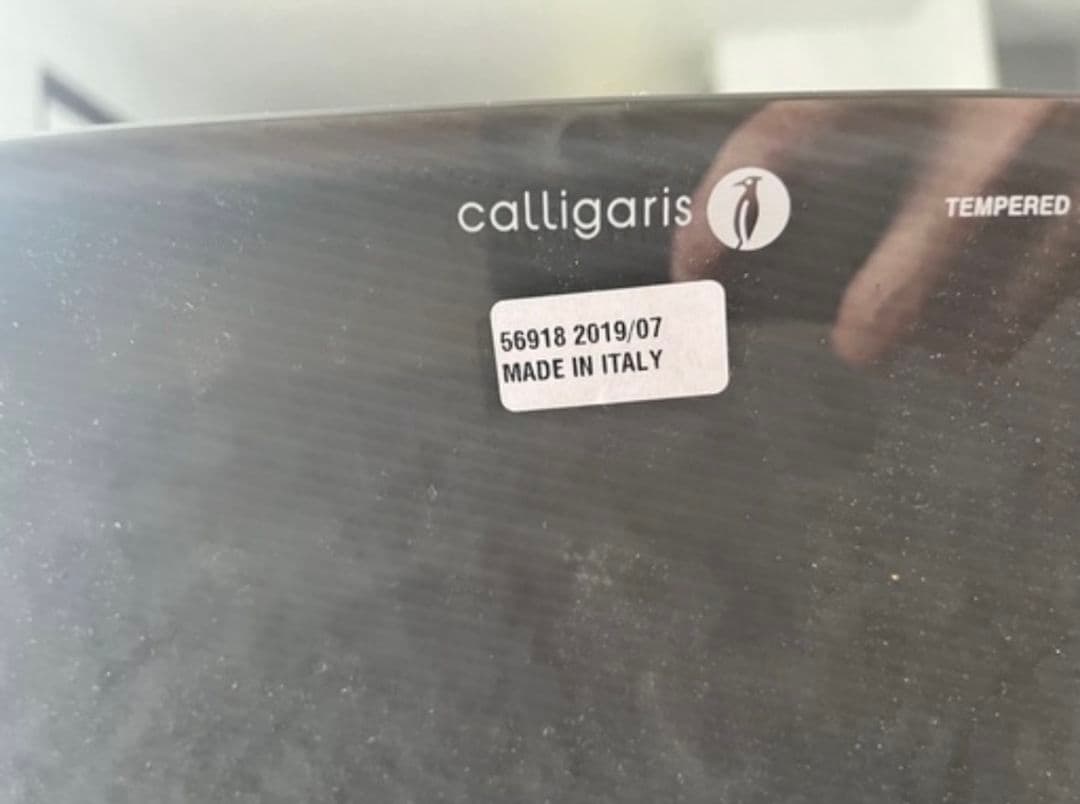 calligaris
TEMPERED
56918 2019/07
MADE IN ITALY